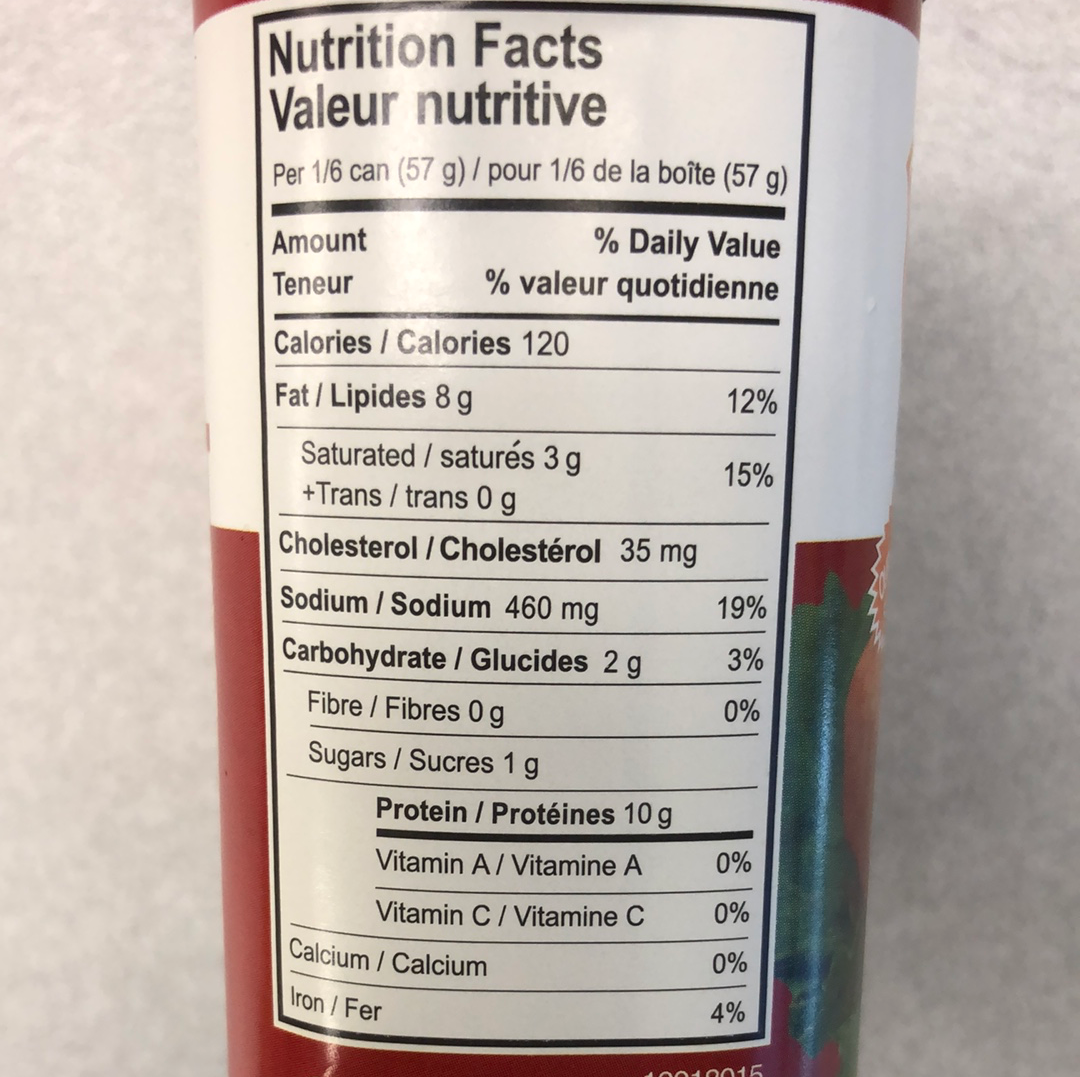 Nutrition Facts
Valeur nutritive
Per 1/6 can (57 g) / pour 1/6 de la boîte (57 g)
Amount % Daily Value
Teneur % valeur quotidienne
Calories / Calories 120
Fat / Lipides 8 g 12%
Saturated / saturés 3 g
+Trans / trans 0 g 15%
Cholesterol / Cholestérol 35 mg
Sodium / Sodium 460 mg 19%
Carbohydrate / Glucides 2 g 3%
Fibre / Fibres 0 g 0%
Sugars / Sucres 1 g
Protein / Protéines 10 g
Vitamin A / Vitamine A 0%
Vitamin C / Vitamine C 0%
Calcium / Calcium 0%
Iron / Fer 4%